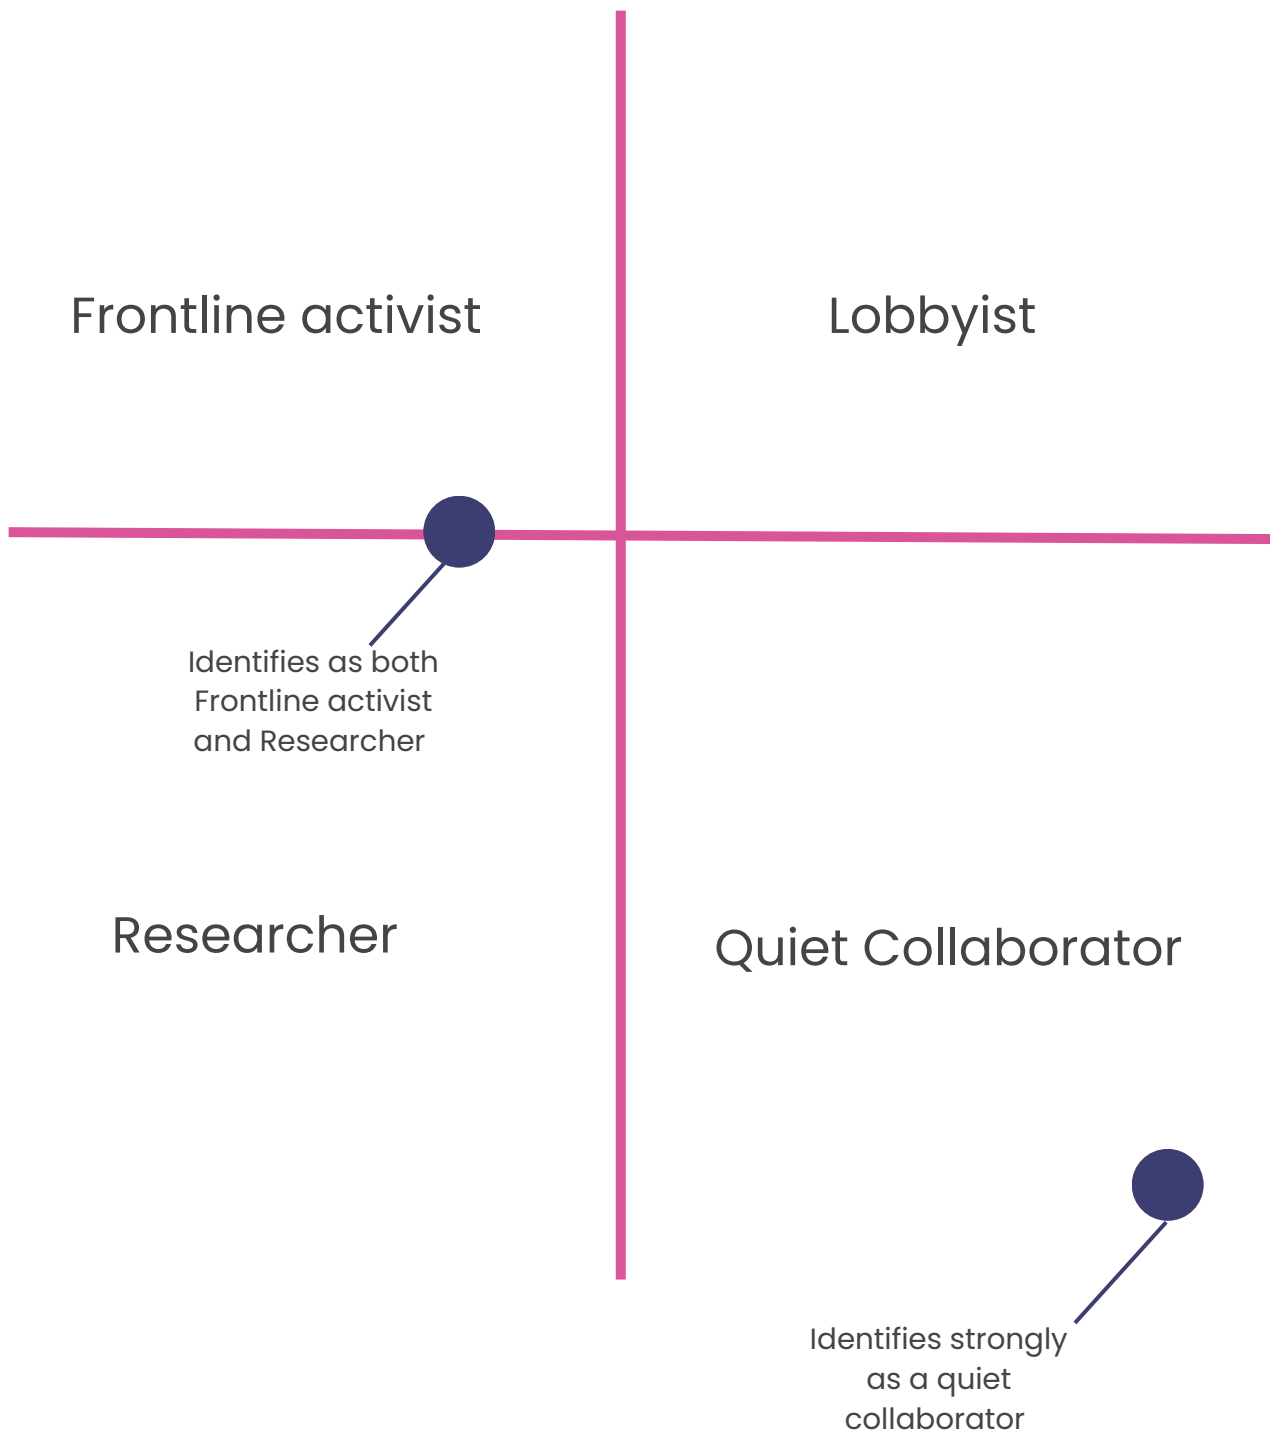 Frontline activist
Lobbyist
Identifies as both
Frontline activist
and Researcher
Researcher
Quiet Collaborator
Identifies strongly
as a quiet
collaborator